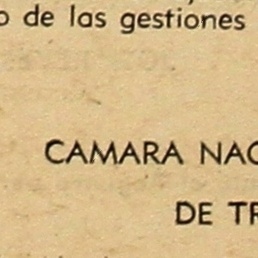 o de las gestiones
CAMARA NAC
DE TR